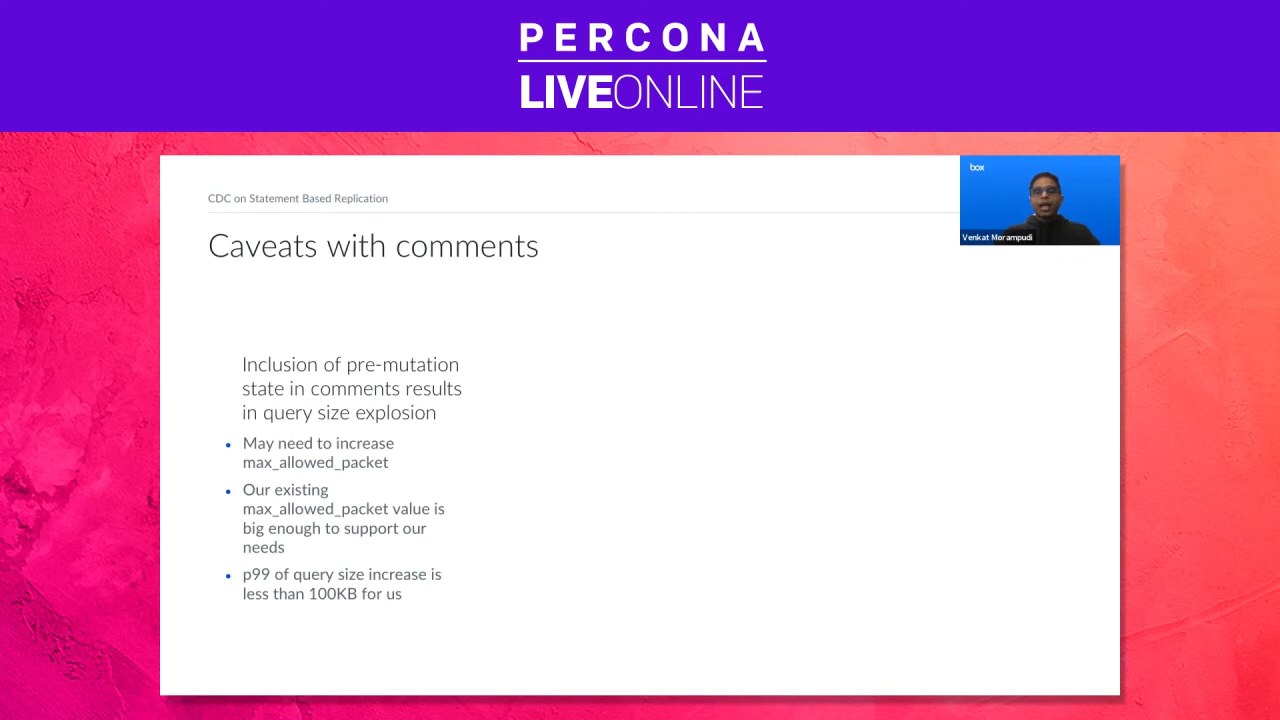 PERCONA
LIVEONLINE
CDC on Statement Based Replication
box
Venkat Morampudi
Caveats with comments
Inclusion of pre-mutation
state in comments results
in query size explosion
• May need to increase
max_allowed_packet
• Our existing
max_allowed_packet value is
big enough to support our
needs
• p99 of query size increase is
less than 100KB for us